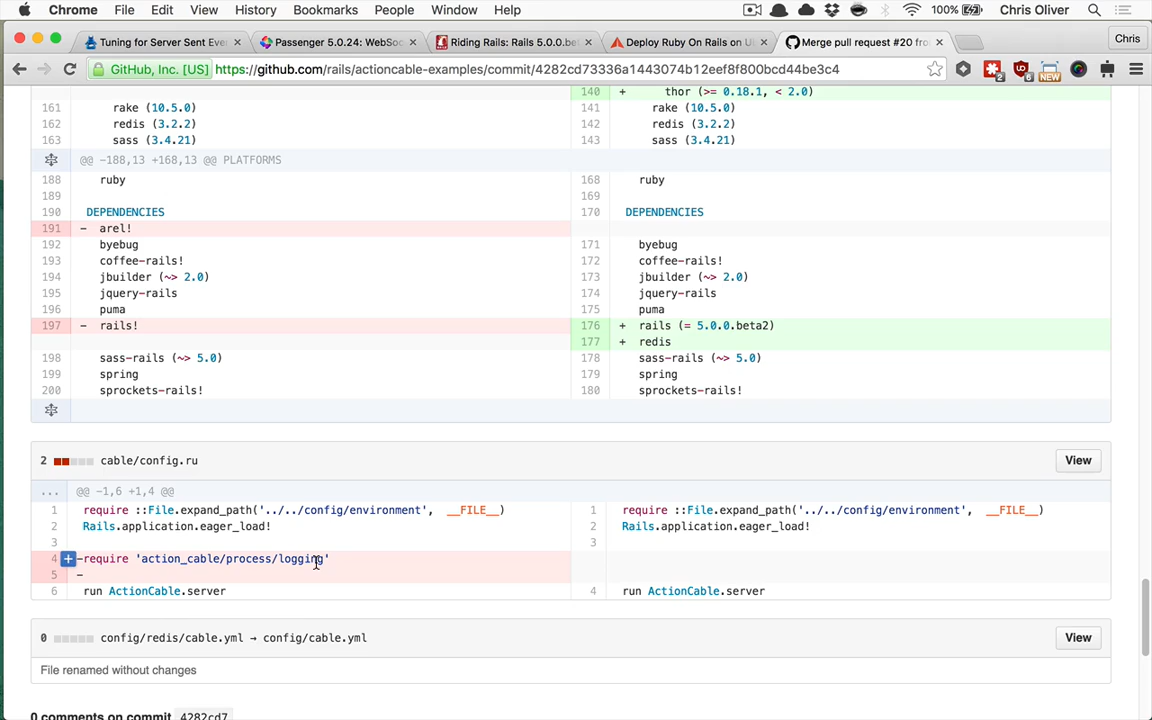 Chrome File Edit View History Bookmarks People Window Help 100% Chris Oliver
Tuning for Server Sent Eve × Passenger 5.0.24: WebSoc × Riding Rails: Rails 5.0.0.be × Deploy Ruby On Rails on U × Merge pull request #20 fro × Chris
GitHub, Inc. [US] https://github.com/rails/actioncable-examples/commit/4282cd73336a1443074b12eef8f800bcd44be3c4 2 6 NEW
140 + thor (>= 0.18.1, < 2.0)
161 rake (10.5.0) 141 rake (10.5.0)
162 redis (3.2.2) 142 redis (3.2.2)
163 sass (3.4.21) 143 sass (3.4.21)
@@ -188,13 +168,13 @@ PLATFORMS
188 ruby 168 ruby
189 169
190 DEPENDENCIES 170 DEPENDENCIES
191 - arel!
192 byebug 171 byebug
193 coffee-rails! 172 coffee-rails!
194 jbuilder (~> 2.0) 173 jbuilder (~> 2.0)
195 jquery-rails 174 jquery-rails
196 puma 175 puma
197 - rails! 176 + rails (= 5.0.0.beta2)
177 + redis
198 sass-rails (~> 5.0) 178 sass-rails (~> 5.0)
199 spring 179 spring
200 sprockets-rails! 180 sprockets-rails!
2 cable/config.ru View
... @@ -1,6 +1,4 @@
1 require ::File.expand_path('../../config/environment', __FILE__) 1 require ::File.expand_path('../../config/environment', __FILE__)
2 Rails.application.eager_load! 2 Rails.application.eager_load!
3 3
4 + -require 'action_cable/process/logging'
5 -
6 run ActionCable.server 4 run ActionCable.server
0 config/redis/cable.yml → config/cable.yml View
File renamed without changes
0 comments on commit 4282cd7